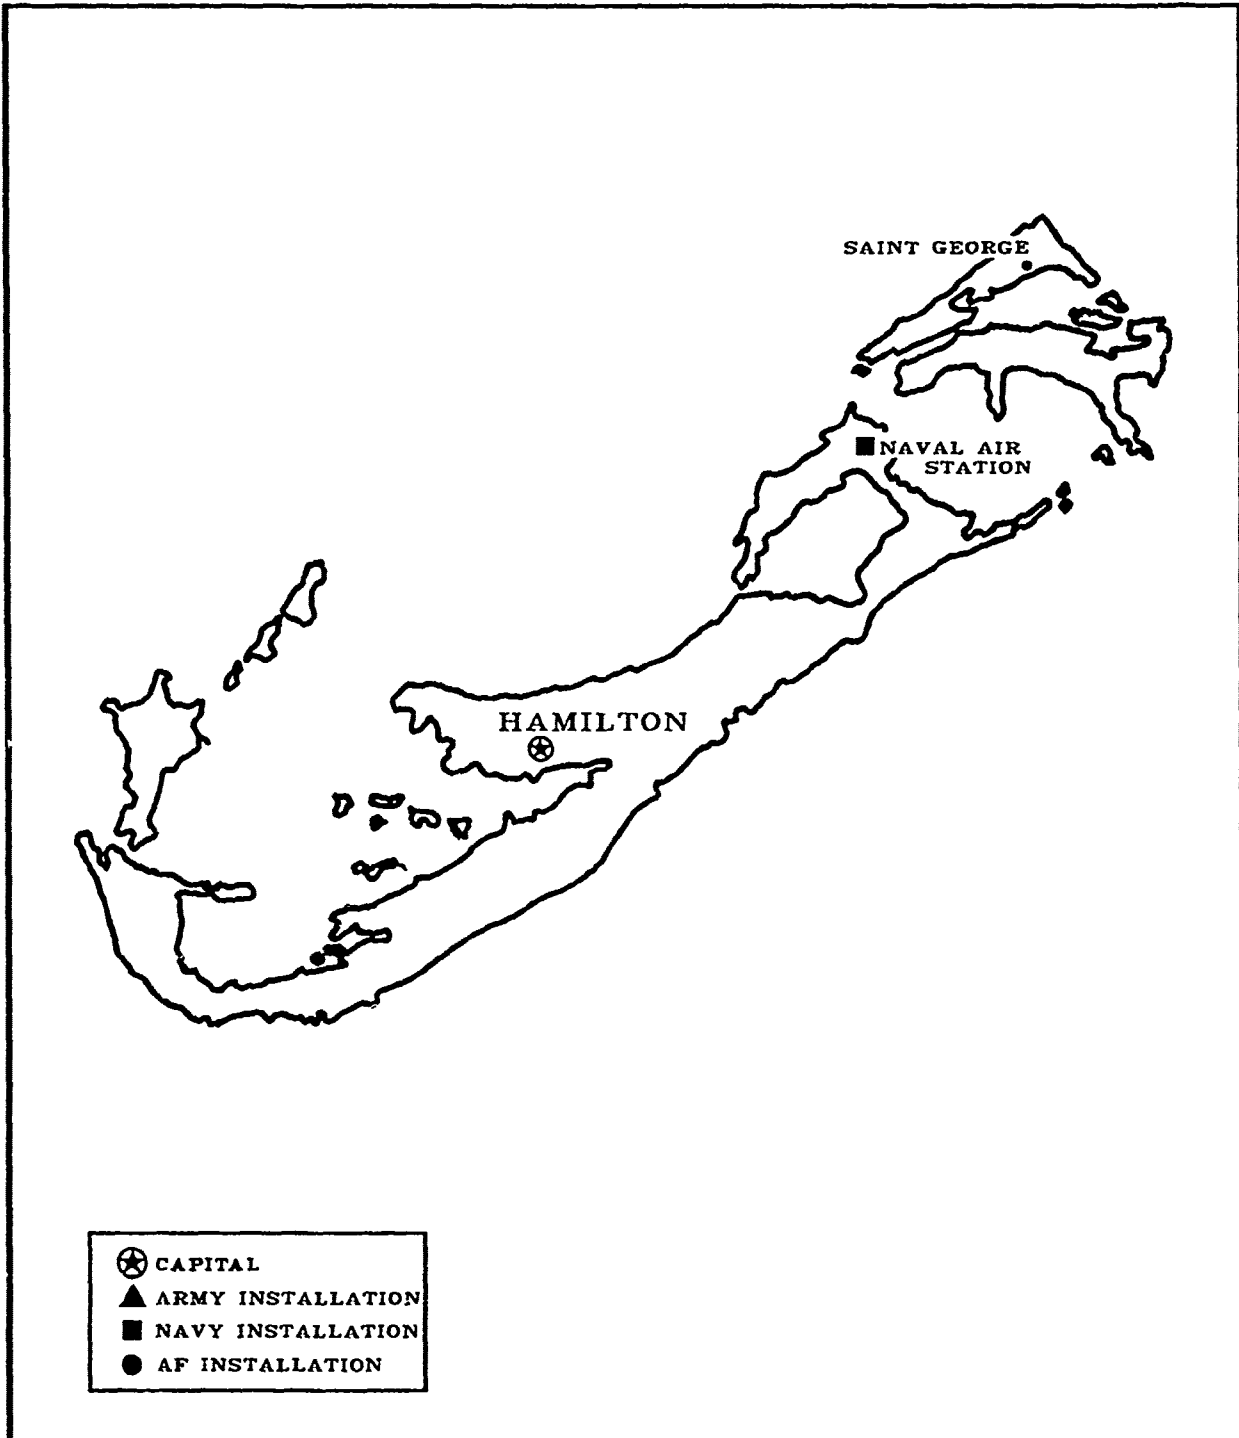 SAINT GEORGE
NAVAL AIR
STATION
HAMILTON
CAPITAL
ARMY INSTALLATION
NAVY INSTALLATION
AF INSTALLATION